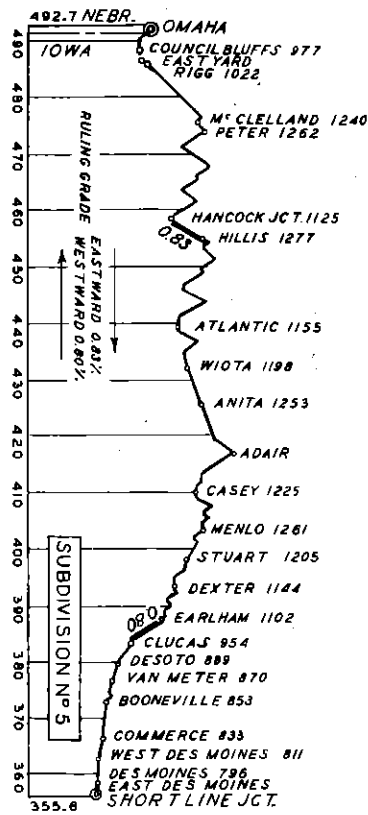 492.7 NEBR.
OMAHA
490
IOWA
COUNCIL BLUFFS 977
EAST YARD
RIGG 1022
480
Mc CLELLAND 1240
PETER 1262
470
RULING GRADE
EASTWARD 0.83%
WESTWARD 0.80%
460
HANCOCK JCT. 1125
0.83
HILLIS 1277
450
440
ATLANTIC 1155
WIOTA 1198
430
ANITA 1253
420
ADAIR
410
CASEY 1225
MENLO 1261
400
STUART 1205
SUBDIVISION Nº 5
DEXTER 1144
390
EARLHAM 1102
0.80
CLUCAS 954
380
DESOTO 889
VAN METER 870
BOONEVILLE 853
370
COMMERCE 833
WEST DES MOINES 811
360
DES MOINES 796
EAST DES MOINES
355.6
SHORT LINE JCT.